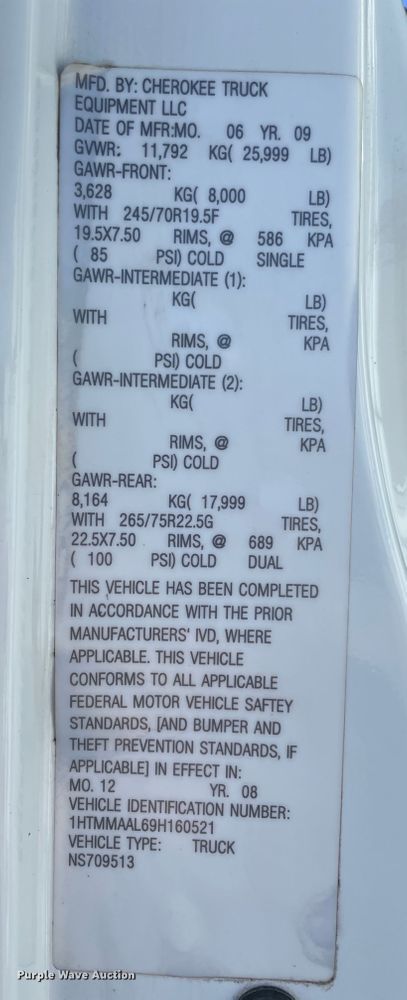 MFD. BY: CHEROKEE TRUCK
EQUIPMENT LLC
DATE OF MFR:MO. 06 YR. 09
GVWR: 11,792 KG( 25,999 LB)
GAWR-FRONT:
3,628 KG( 8,000 LB)
WITH 245/70R19.5F TIRES,
19.5X7.50 RIMS, @ 586 KPA
( 85 PSI) COLD SINGLE
GAWR-INTERMEDIATE (1):
KG( LB)
WITH TIRES,
RIMS, @ KPA
( PSI) COLD
GAWR-INTERMEDIATE (2):
KG( LB)
WITH TIRES,
RIMS, @ KPA
( PSI) COLD
GAWR-REAR:
8,164 KG( 17,999 LB)
WITH 265/75R22.5G TIRES,
22.5X7.50 RIMS, @ 689 KPA
( 100 PSI) COLD DUAL
THIS VEHICLE HAS BEEN COMPLETED
IN ACCORDANCE WITH THE PRIOR
MANUFACTURERS' IVD, WHERE
APPLICABLE. THIS VEHICLE
CONFORMS TO ALL APPLICABLE
FEDERAL MOTOR VEHICLE SAFTEY
STANDARDS, [AND BUMPER AND
THEFT PREVENTION STANDARDS, IF
APPLICABLE] IN EFFECT IN:
MO. 12 YR. 08
VEHICLE IDENTIFICATION NUMBER:
1HTMMAAL69H160521
VEHICLE TYPE: TRUCK
NS709513
Purple Wave Auction